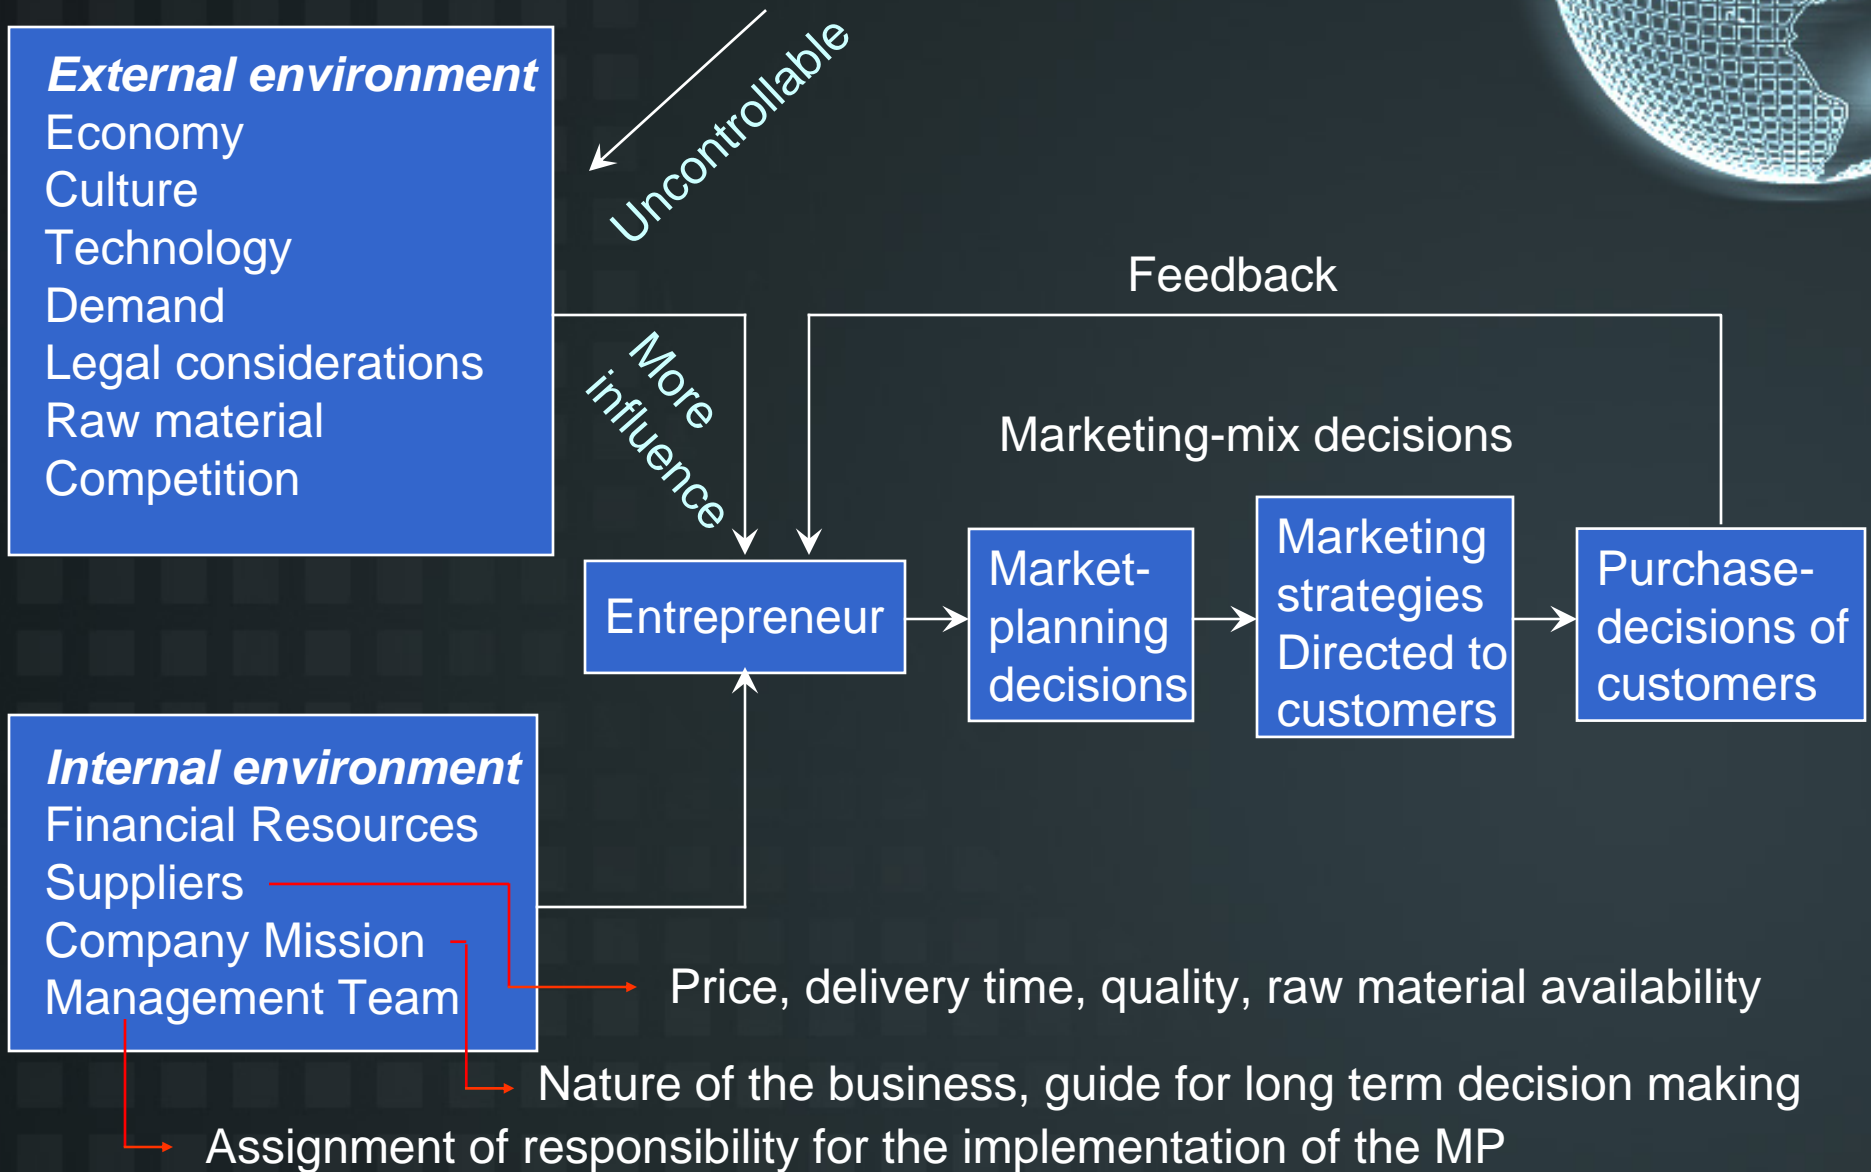 External environment
Economy
Culture
Technology
Demand
Legal considerations
Raw material
Competition
Uncontrollable
More
influence
Feedback
Marketing-mix decisions
Entrepreneur
Market-
planning
decisions
Marketing
strategies
Directed to
customers
Purchase-
decisions of
customers
Internal environment
Financial Resources
Suppliers
Company Mission
Management Team
Price, delivery time, quality, raw material availability
Nature of the business, guide for long term decision making
Assignment of responsibility for the implementation of the MP